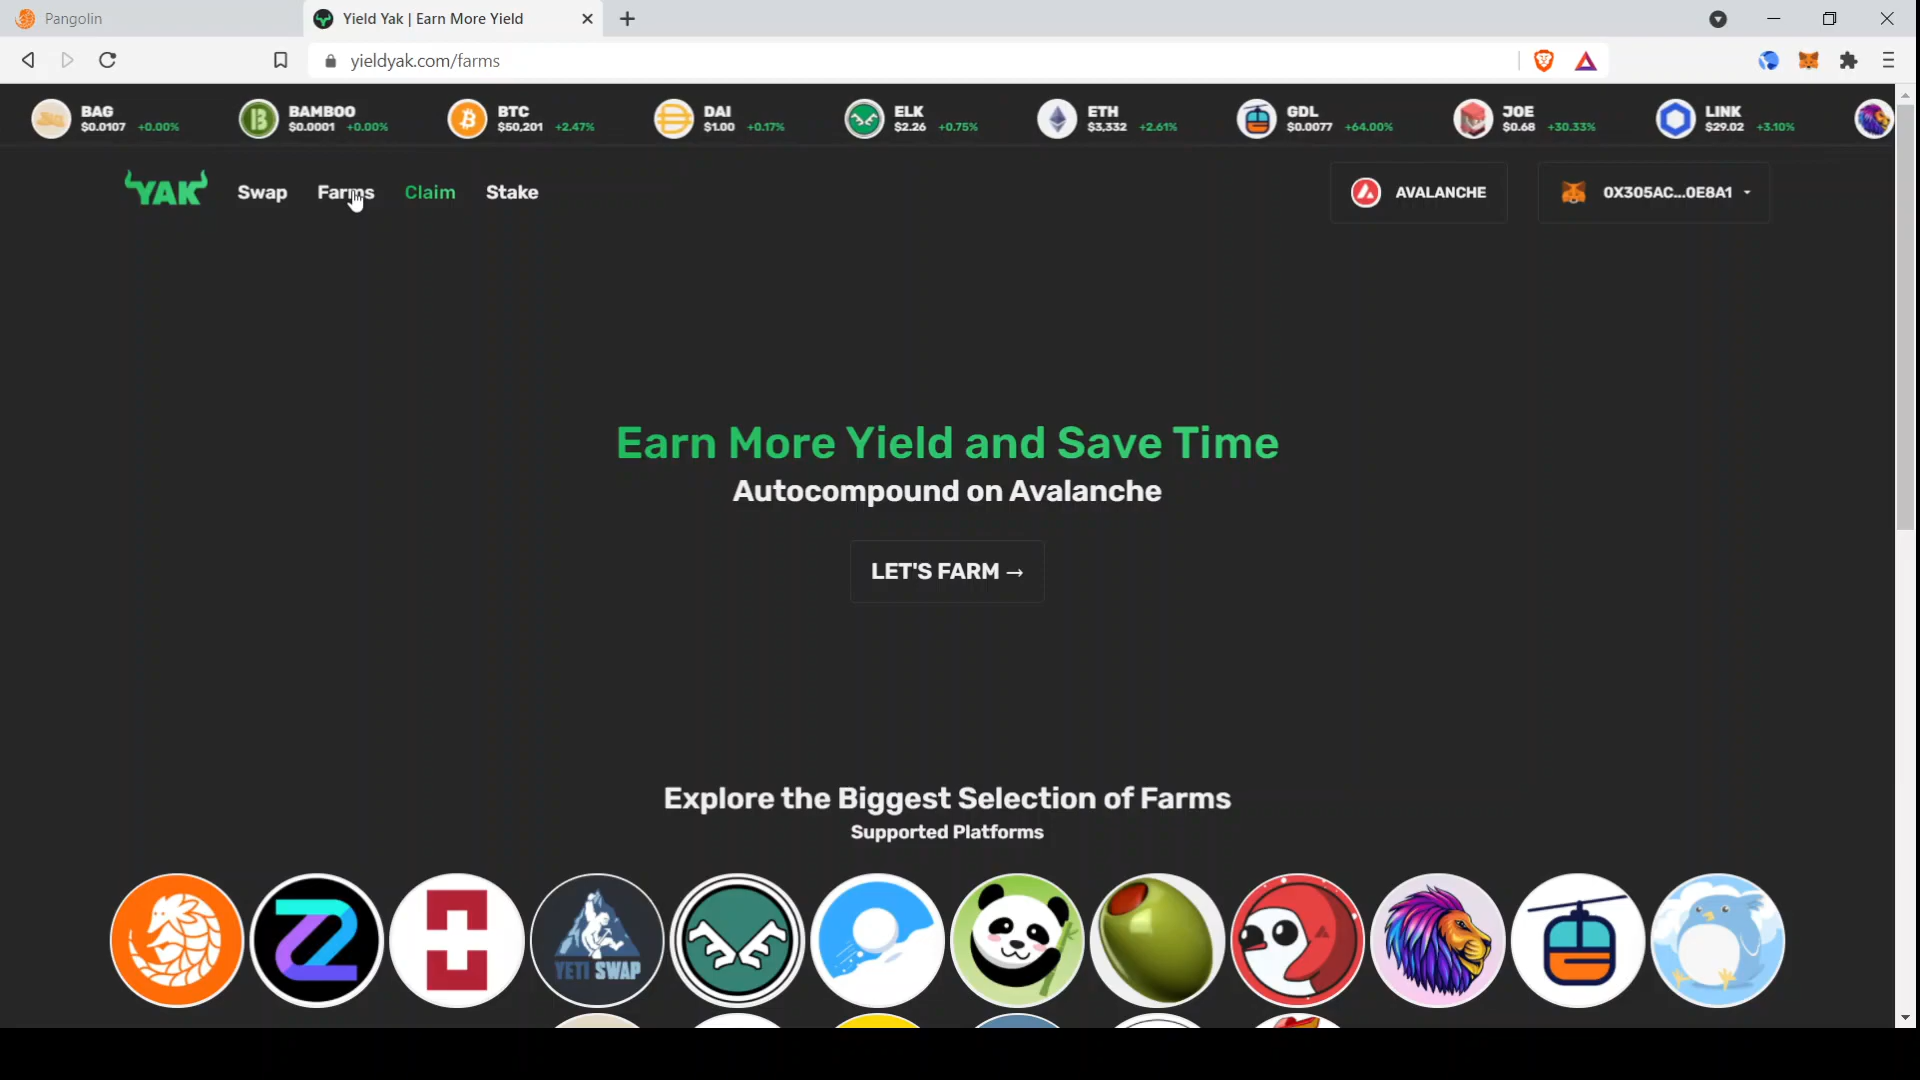 Pangolin
Yield Yak | Earn More Yield
yieldyak.com/farms
BAG
$0.0107 +0.00%
BAMBOO
$0.0001 +0.00%
BTC
$50,201 +2.47%
DAI
$1.00 +0.17%
ELK
$2.26 +0.75%
ETH
$3,332 +2.61%
GDL
$0.0077 +64.00%
JOE
$0.68 +30.33%
LINK
$29.02 +3.10%
YAK
Swap
Farms
Claim
Stake
AVALANCHE
0X305AC...0E8A1
Earn More Yield and Save Time
Autocompound on Avalanche
LET'S FARM →
Explore the Biggest Selection of Farms
Supported Platforms
YETI SWAP